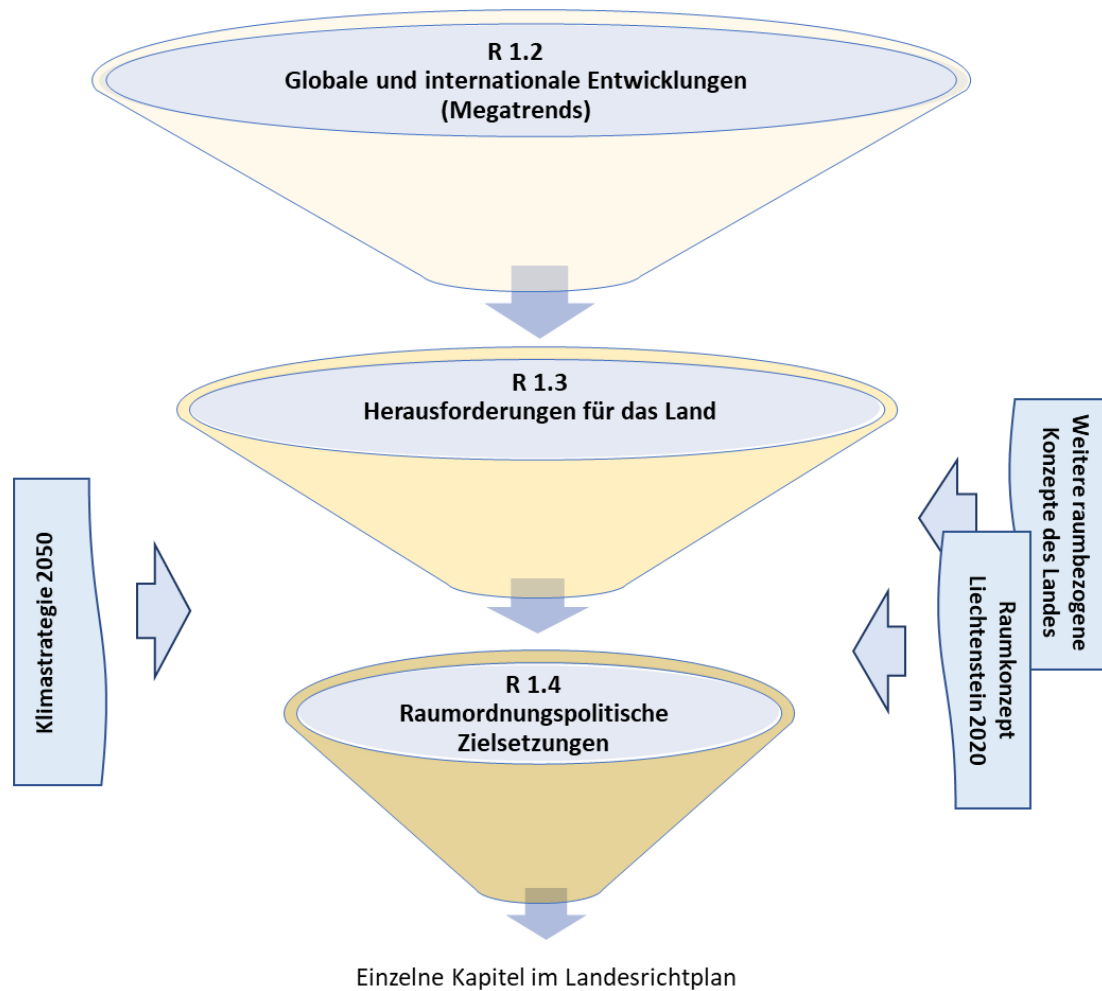 R 1.2
Globale und internationale Entwicklungen
(Megatrends)
R 1.3
Herausforderungen für das Land
Weitere raumbezogene
Konzepte des Landes
Klimastrategie 2050
Raumkonzept
Liechtenstein 2020
R 1.4
Raumordnungspolitische
Zielsetzungen
Einzelne Kapitel im Landesrichtplan